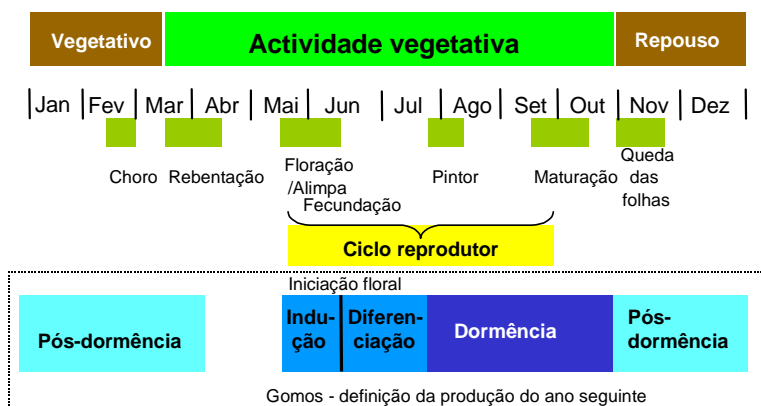 Vegetativo Actividade vegetativa Repouso
Jan Fev Mar Abr Mai Jun Jul Ago Set Out Nov Dez
Choro Rebentação Floração
/Alimpa
Fecundação
Pintor Maturação Queda
das
folhas
Ciclo reprodutor
Iniciação floral
Pós-dormência
Indu-
ção
Diferen-
ciação
Dormência
Pós-
dormência
Gomos - definição da produção do ano seguinte